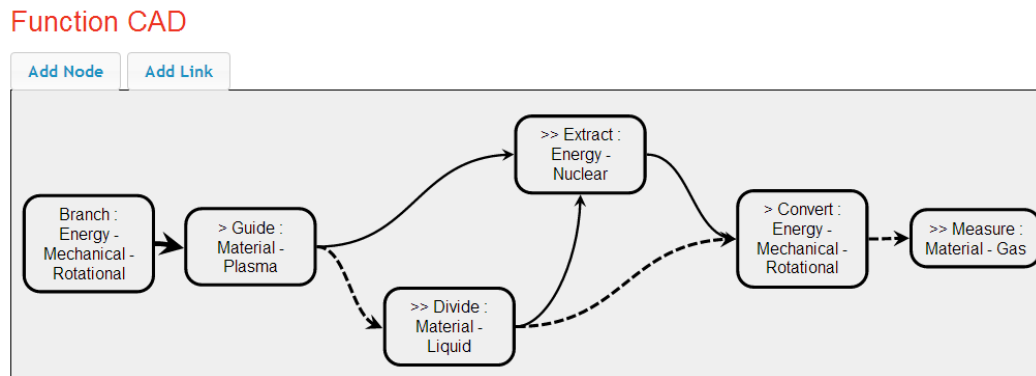 Function CAD
Add Node
Add Link
Branch :
Energy -
Mechanical -
Rotational
> Guide :
Material -
Plasma
>> Extract :
Energy -
Nuclear
>> Divide :
Material -
Liquid
> Convert :
Energy -
Mechanical -
Rotational
>> Measure :
Material - Gas